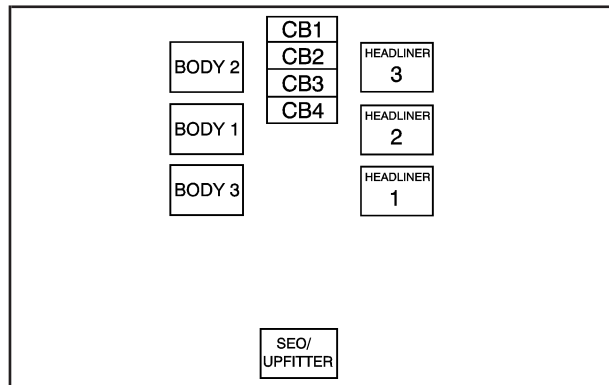 CB1
CB2
CB3
CB4
BODY 2
BODY 1
BODY 3
HEADLINER
3
HEADLINER
2
HEADLINER
1
SEO/
UPFITTER